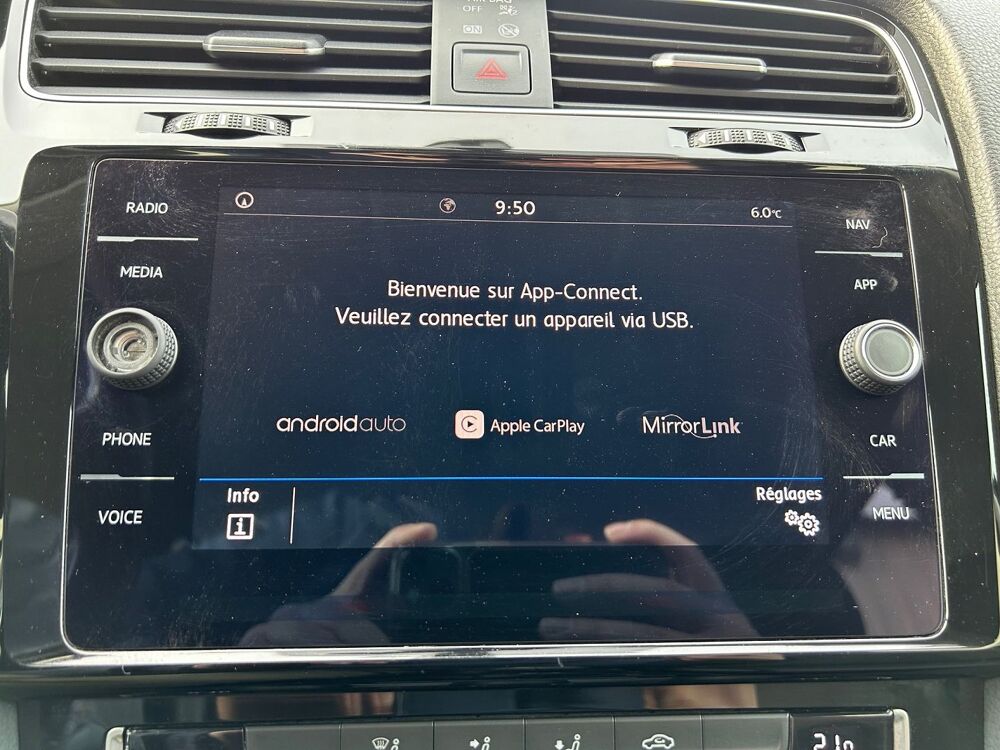 OFF
ON
RADIO
MEDIA
PHONE
VOICE
9:50
6.0°C
Bienvenue sur App-Connect.
Veuillez connecter un appareil via USB.
androidauto
Apple CarPlay
MirrorLink
Info
Réglages
NAV
APP
CAR
MENU